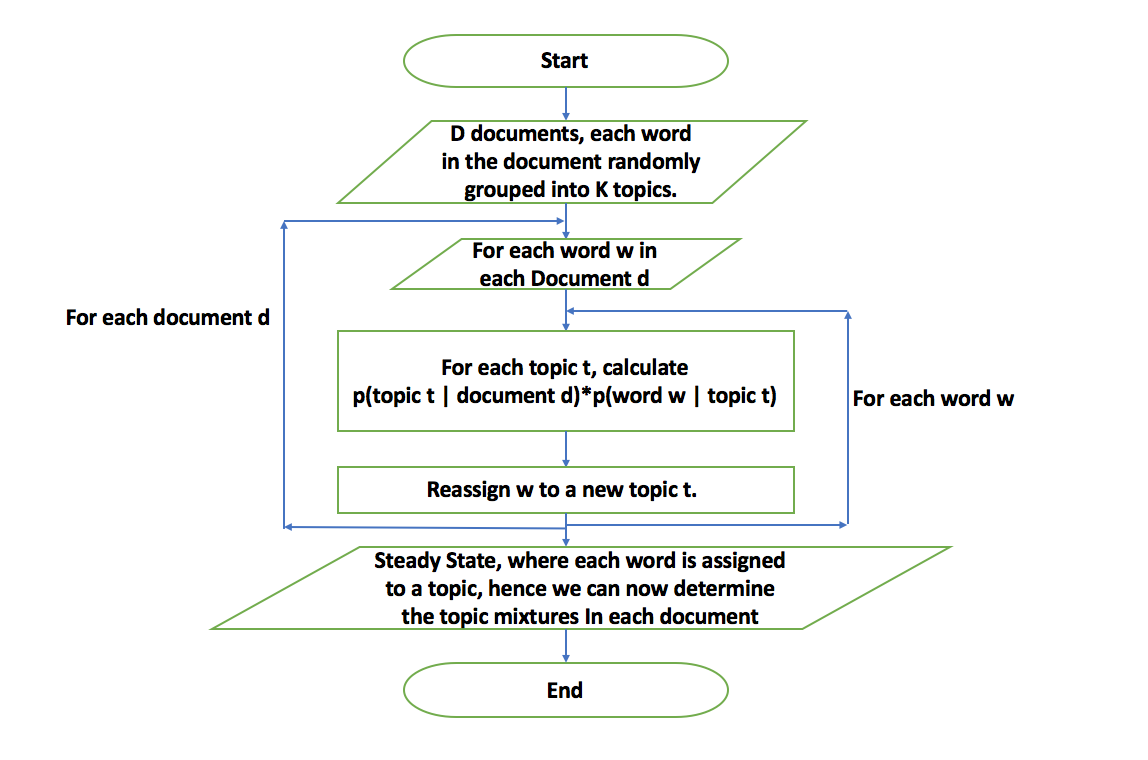 Start
D documents, each word
in the document randomly
grouped into K topics.
For each word w in
each Document d
For each document d
For each topic t, calculate
p(topic t | document d)*p(word w | topic t)
For each word w
Reassign w to a new topic t.
Steady State, where each word is assigned
to a topic, hence we can now determine
the topic mixtures In each document
End